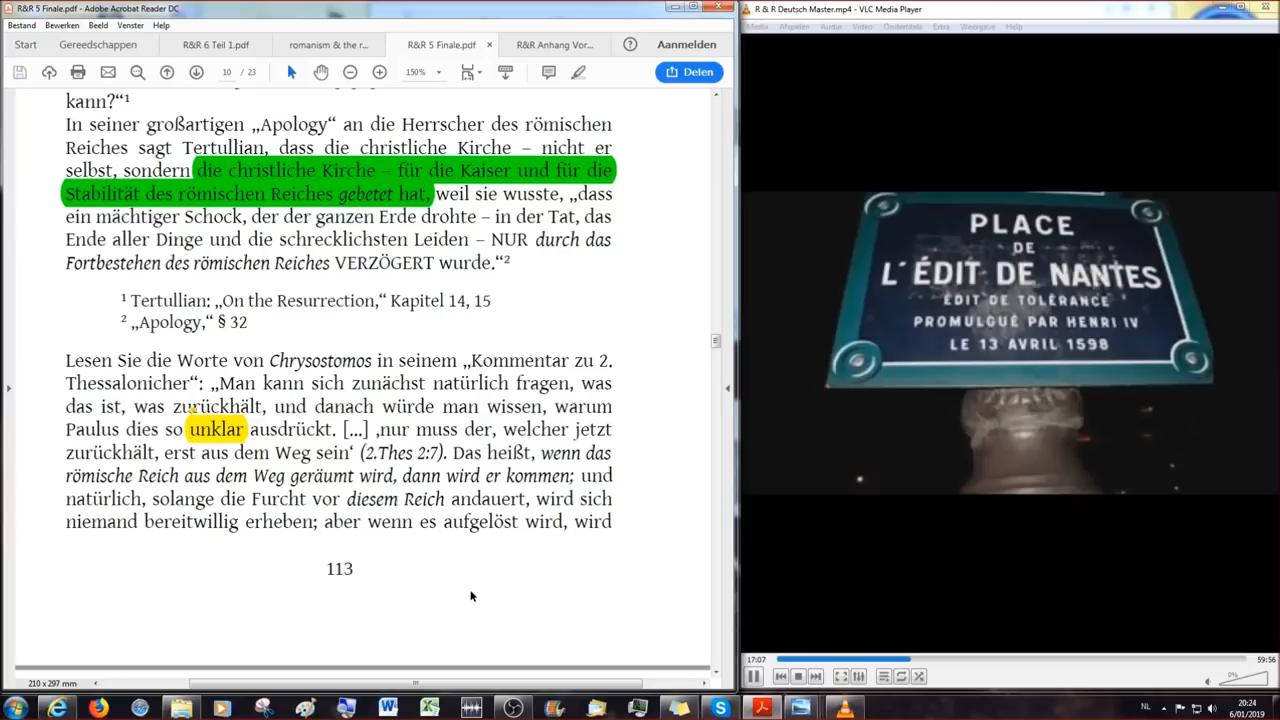 R&R 5 Finale.pdf - Adobe Acrobat Reader DC
Bestand Bewerken Beeld Venster Help
Start Gereedschappen R&R 6 Teil 1.pdf romanism & the r... R&R 5 Finale.pdf × R&R Anhang Vor... Aanmelden
10 / 23 150% Delen
kann?“¹
In seiner großartigen „Apology“ an die Herrscher des römischen
Reiches sagt Tertullian, dass die christliche Kirche – nicht er
selbst, sondern die christliche Kirche – für die Kaiser und für die
Stabilität des römischen Reiches gebetet hat, weil sie wusste, „dass
ein mächtiger Schock, der der ganzen Erde drohte – in der Tat, das
Ende aller Dinge und die schrecklichsten Leiden – NUR durch das
Fortbestehen des römischen Reiches VERZÖGERT wurde.“²
¹ Tertullian: „On the Resurrection,“ Kapitel 14, 15
² „Apology,“ § 32
Lesen Sie die Worte von Chrysostomos in seinem „Kommentar zu 2.
Thessalonicher“: „Man kann sich zunächst natürlich fragen, was
das ist, was zurückhält, und danach würde man wissen, warum
Paulus dies so unklar ausdrückt. [...] ‚nur muss der, welcher jetzt
zurückhält, erst aus dem Weg sein‘ (2.Thes 2:7). Das heißt, wenn das
römische Reich aus dem Weg geräumt wird, dann wird er kommen; und
natürlich, solange die Furcht vor diesem Reich andauert, wird sich
niemand bereitwillig erheben; aber wenn es aufgelöst wird, wird
113
210 x 297 mm
R & R Deutsch Master.mp4 - VLC Media Player
Media Afspelen Audio Video Ondertitels Extra Weergave Help
PLACE
DE
L'ÉDIT DE NANTES
ÉDIT DE TOLÉRANCE
PROMULGUÉ PAR HENRI IV
LE 13 AVRIL 1598
17:07 59:56
0%
NL 20:24
6/01/2019